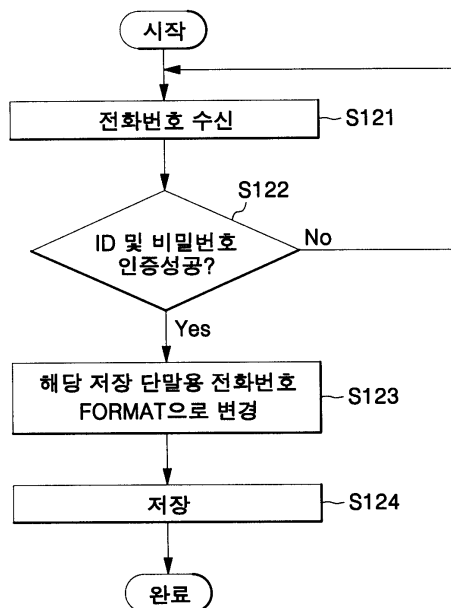 시작
전화번호 수신
S121
S122
ID 및 비밀번호
인증성공?
No
Yes
해당 저장 단말용 전화번호
FORMAT으로 변경
S123
저장
S124
완료